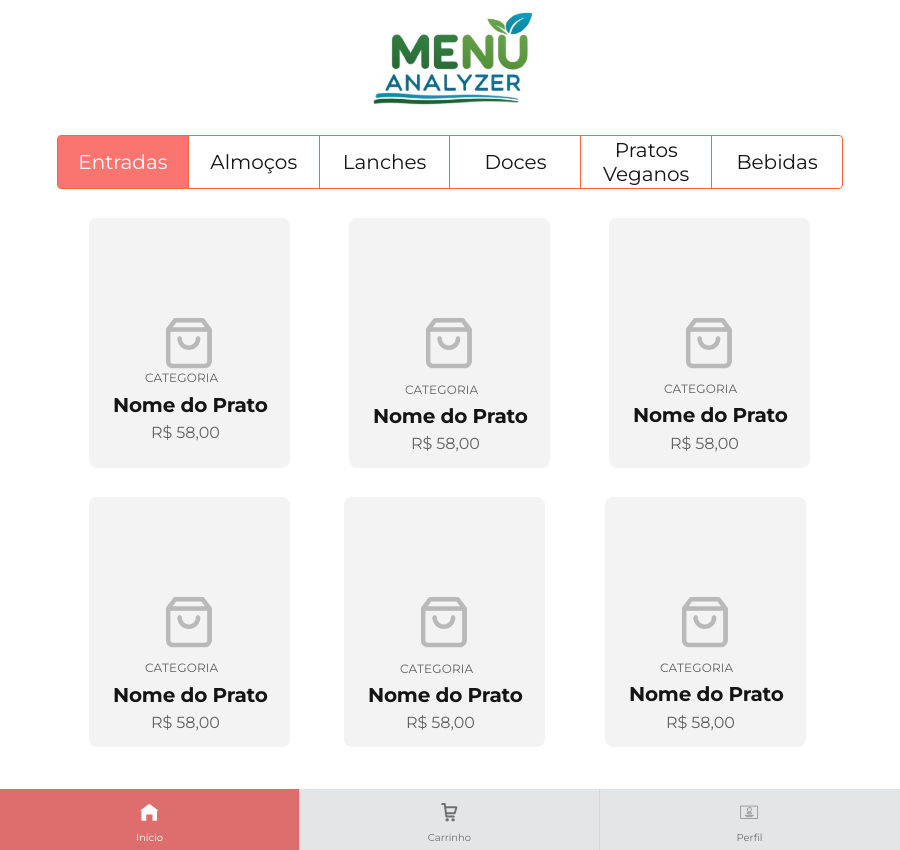 MENU
ANALYZER
Entradas
Almoços
Lanches
Doces
Pratos
Veganos
Bebidas
CATEGORIA
Nome do Prato
R$ 58,00
CATEGORIA
Nome do Prato
R$ 58,00
CATEGORIA
Nome do Prato
R$ 58,00
CATEGORIA
Nome do Prato
R$ 58,00
CATEGORIA
Nome do Prato
R$ 58,00
CATEGORIA
Nome do Prato
R$ 58,00
Início
Carrinho
Perfil